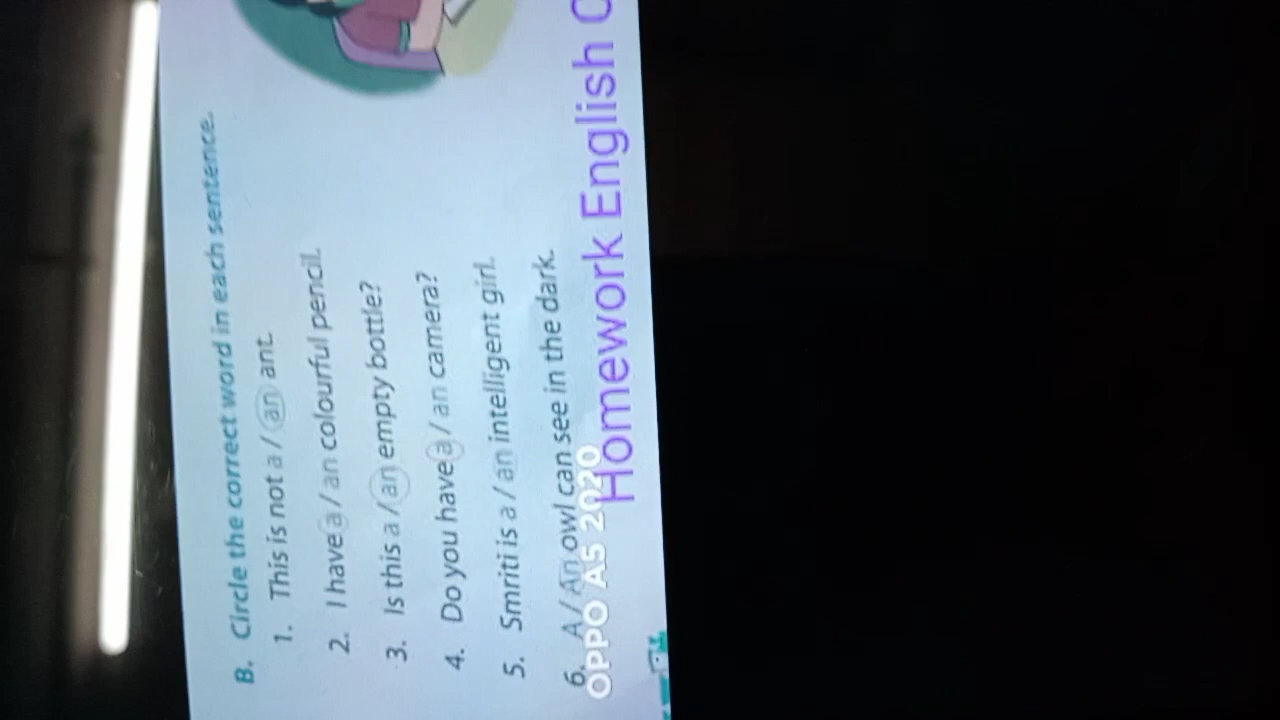 B. Circle the correct word in each sentence.
1. This is not a / an ant.
2. I have a / an colourful pencil.
3. Is this a / an empty bottle?
4. Do you have a / an camera?
5. Smriti is a / an intelligent girl.
6. A / An owl can see in the dark.
Homework English C
OPPO A5 2020